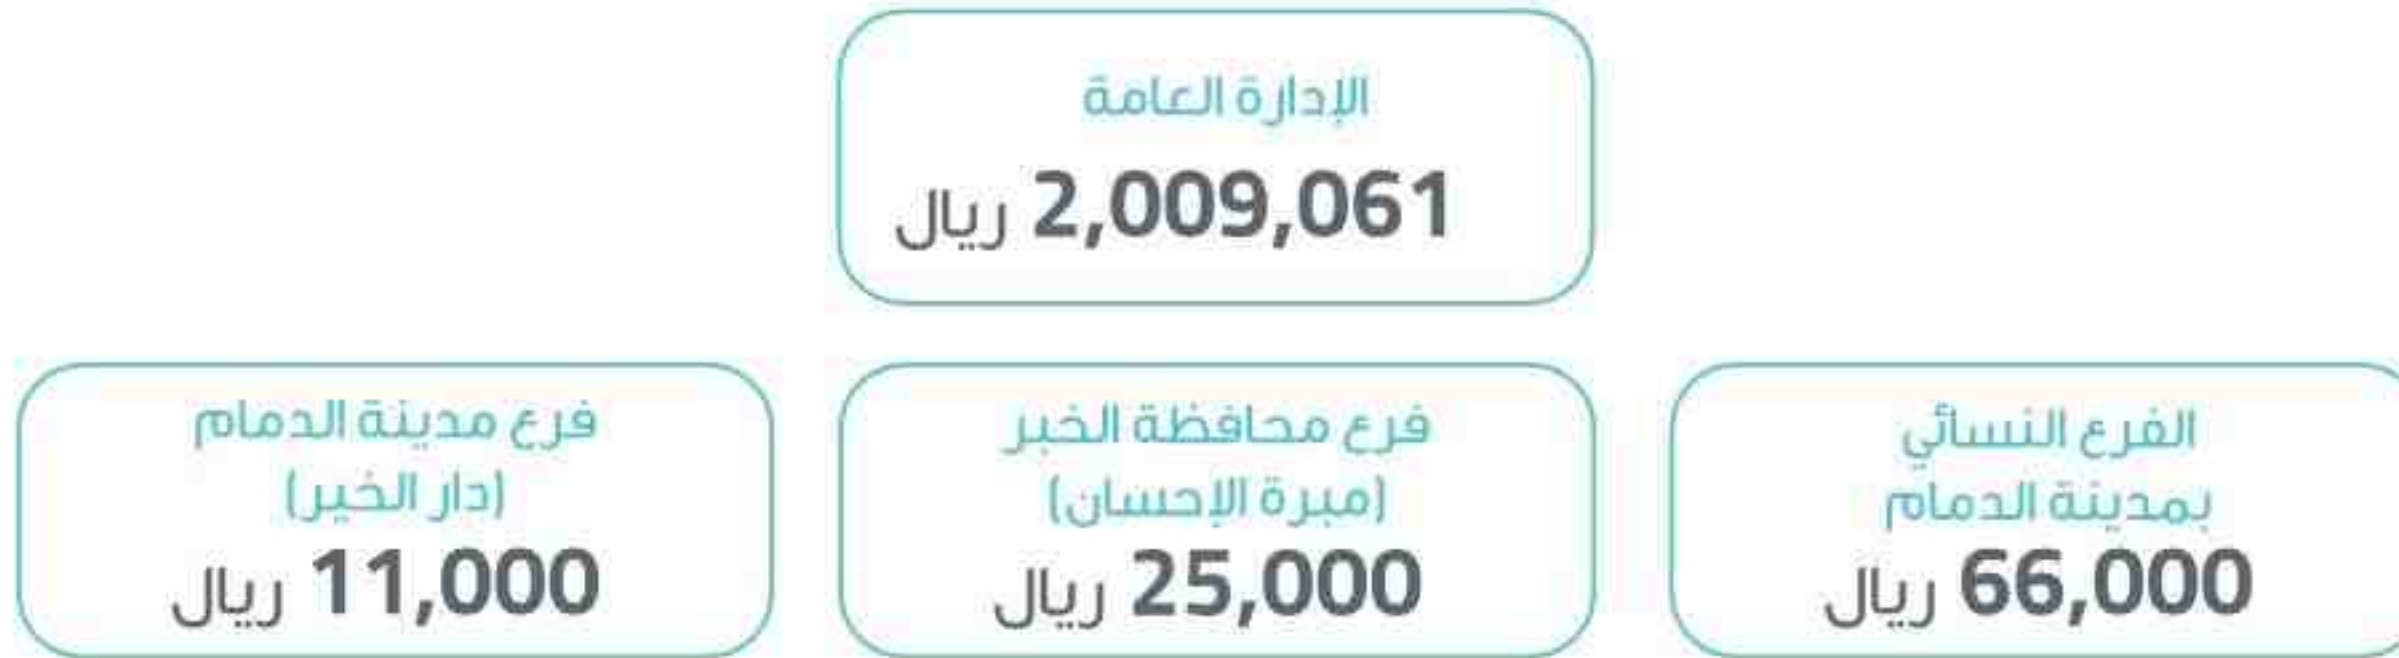 الإدارة العامة
2,009,061 ريال
الفرع النسائي
بمدينة الدمام
66,000 ريال
فرع محافظة الخبر
(مبرة الإحسان)
25,000 ريال
فرع مدينة الدمام
(دار الخير)
11,000 ريال